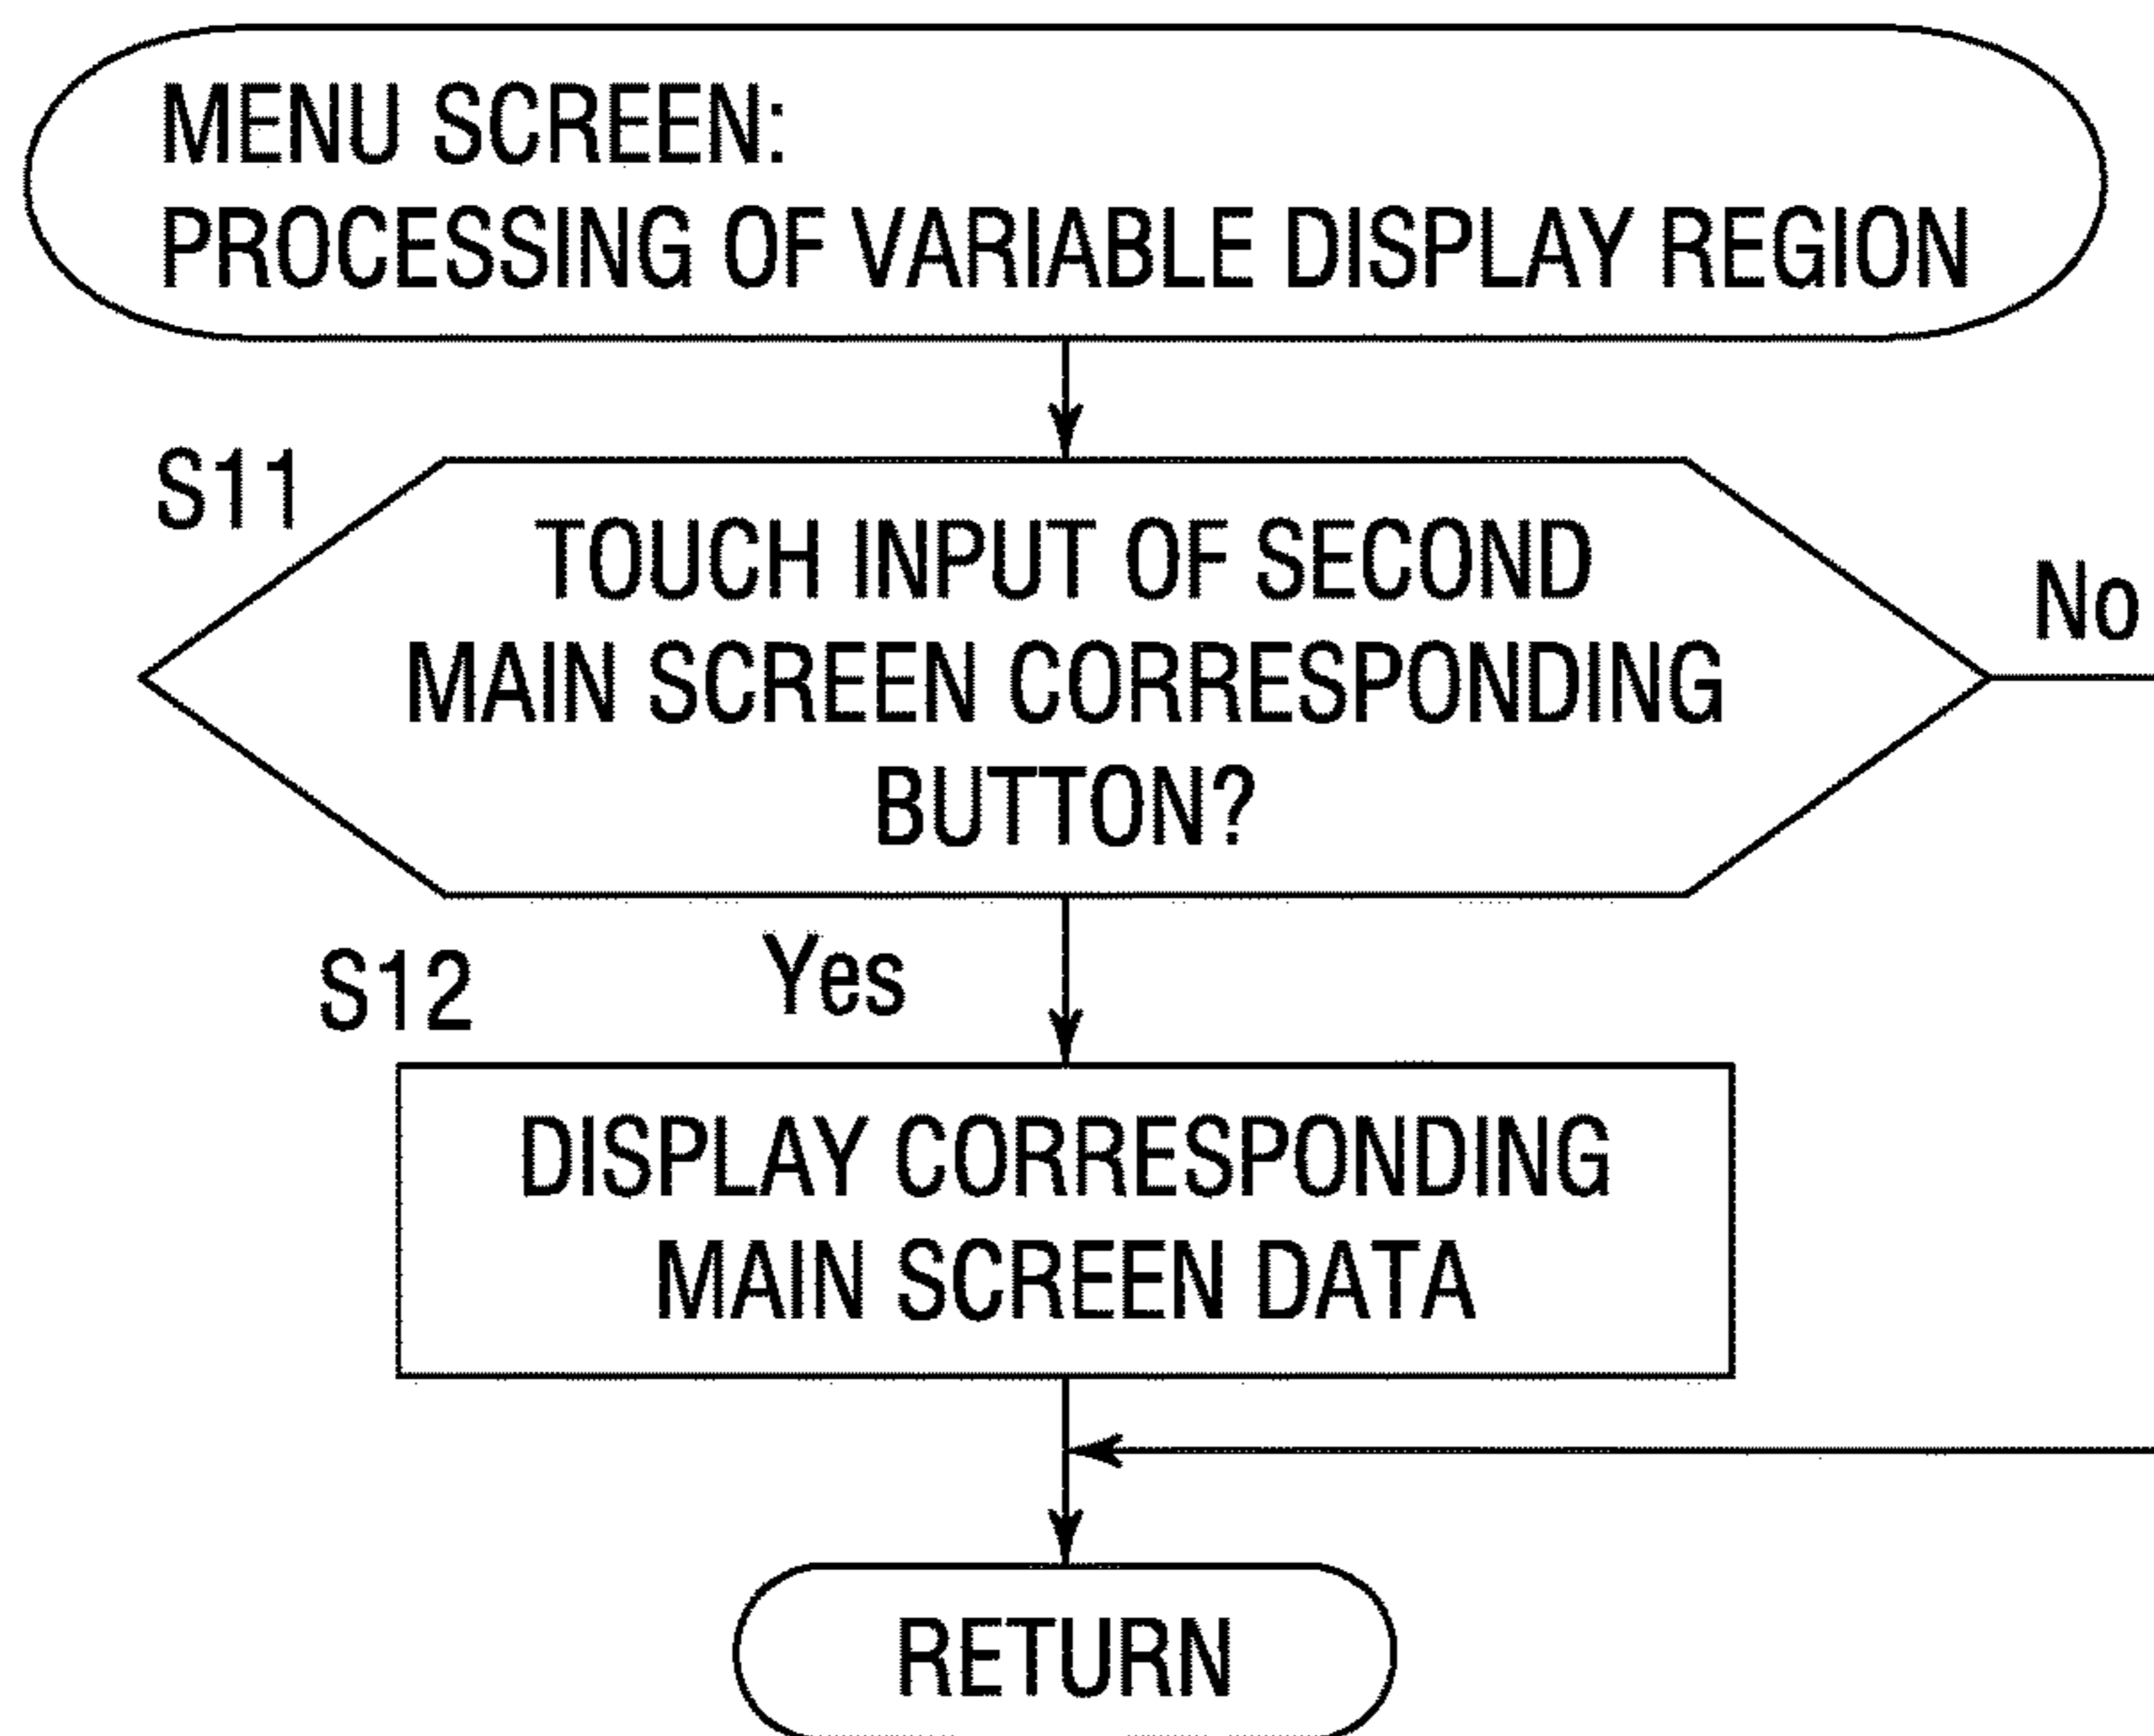 MENU SCREEN:
PROCESSING OF VARIABLE DISPLAY REGION
S11
TOUCH INPUT OF SECOND
MAIN SCREEN CORRESPONDING
BUTTON?
No
S12
Yes
DISPLAY CORRESPONDING
MAIN SCREEN DATA
RETURN